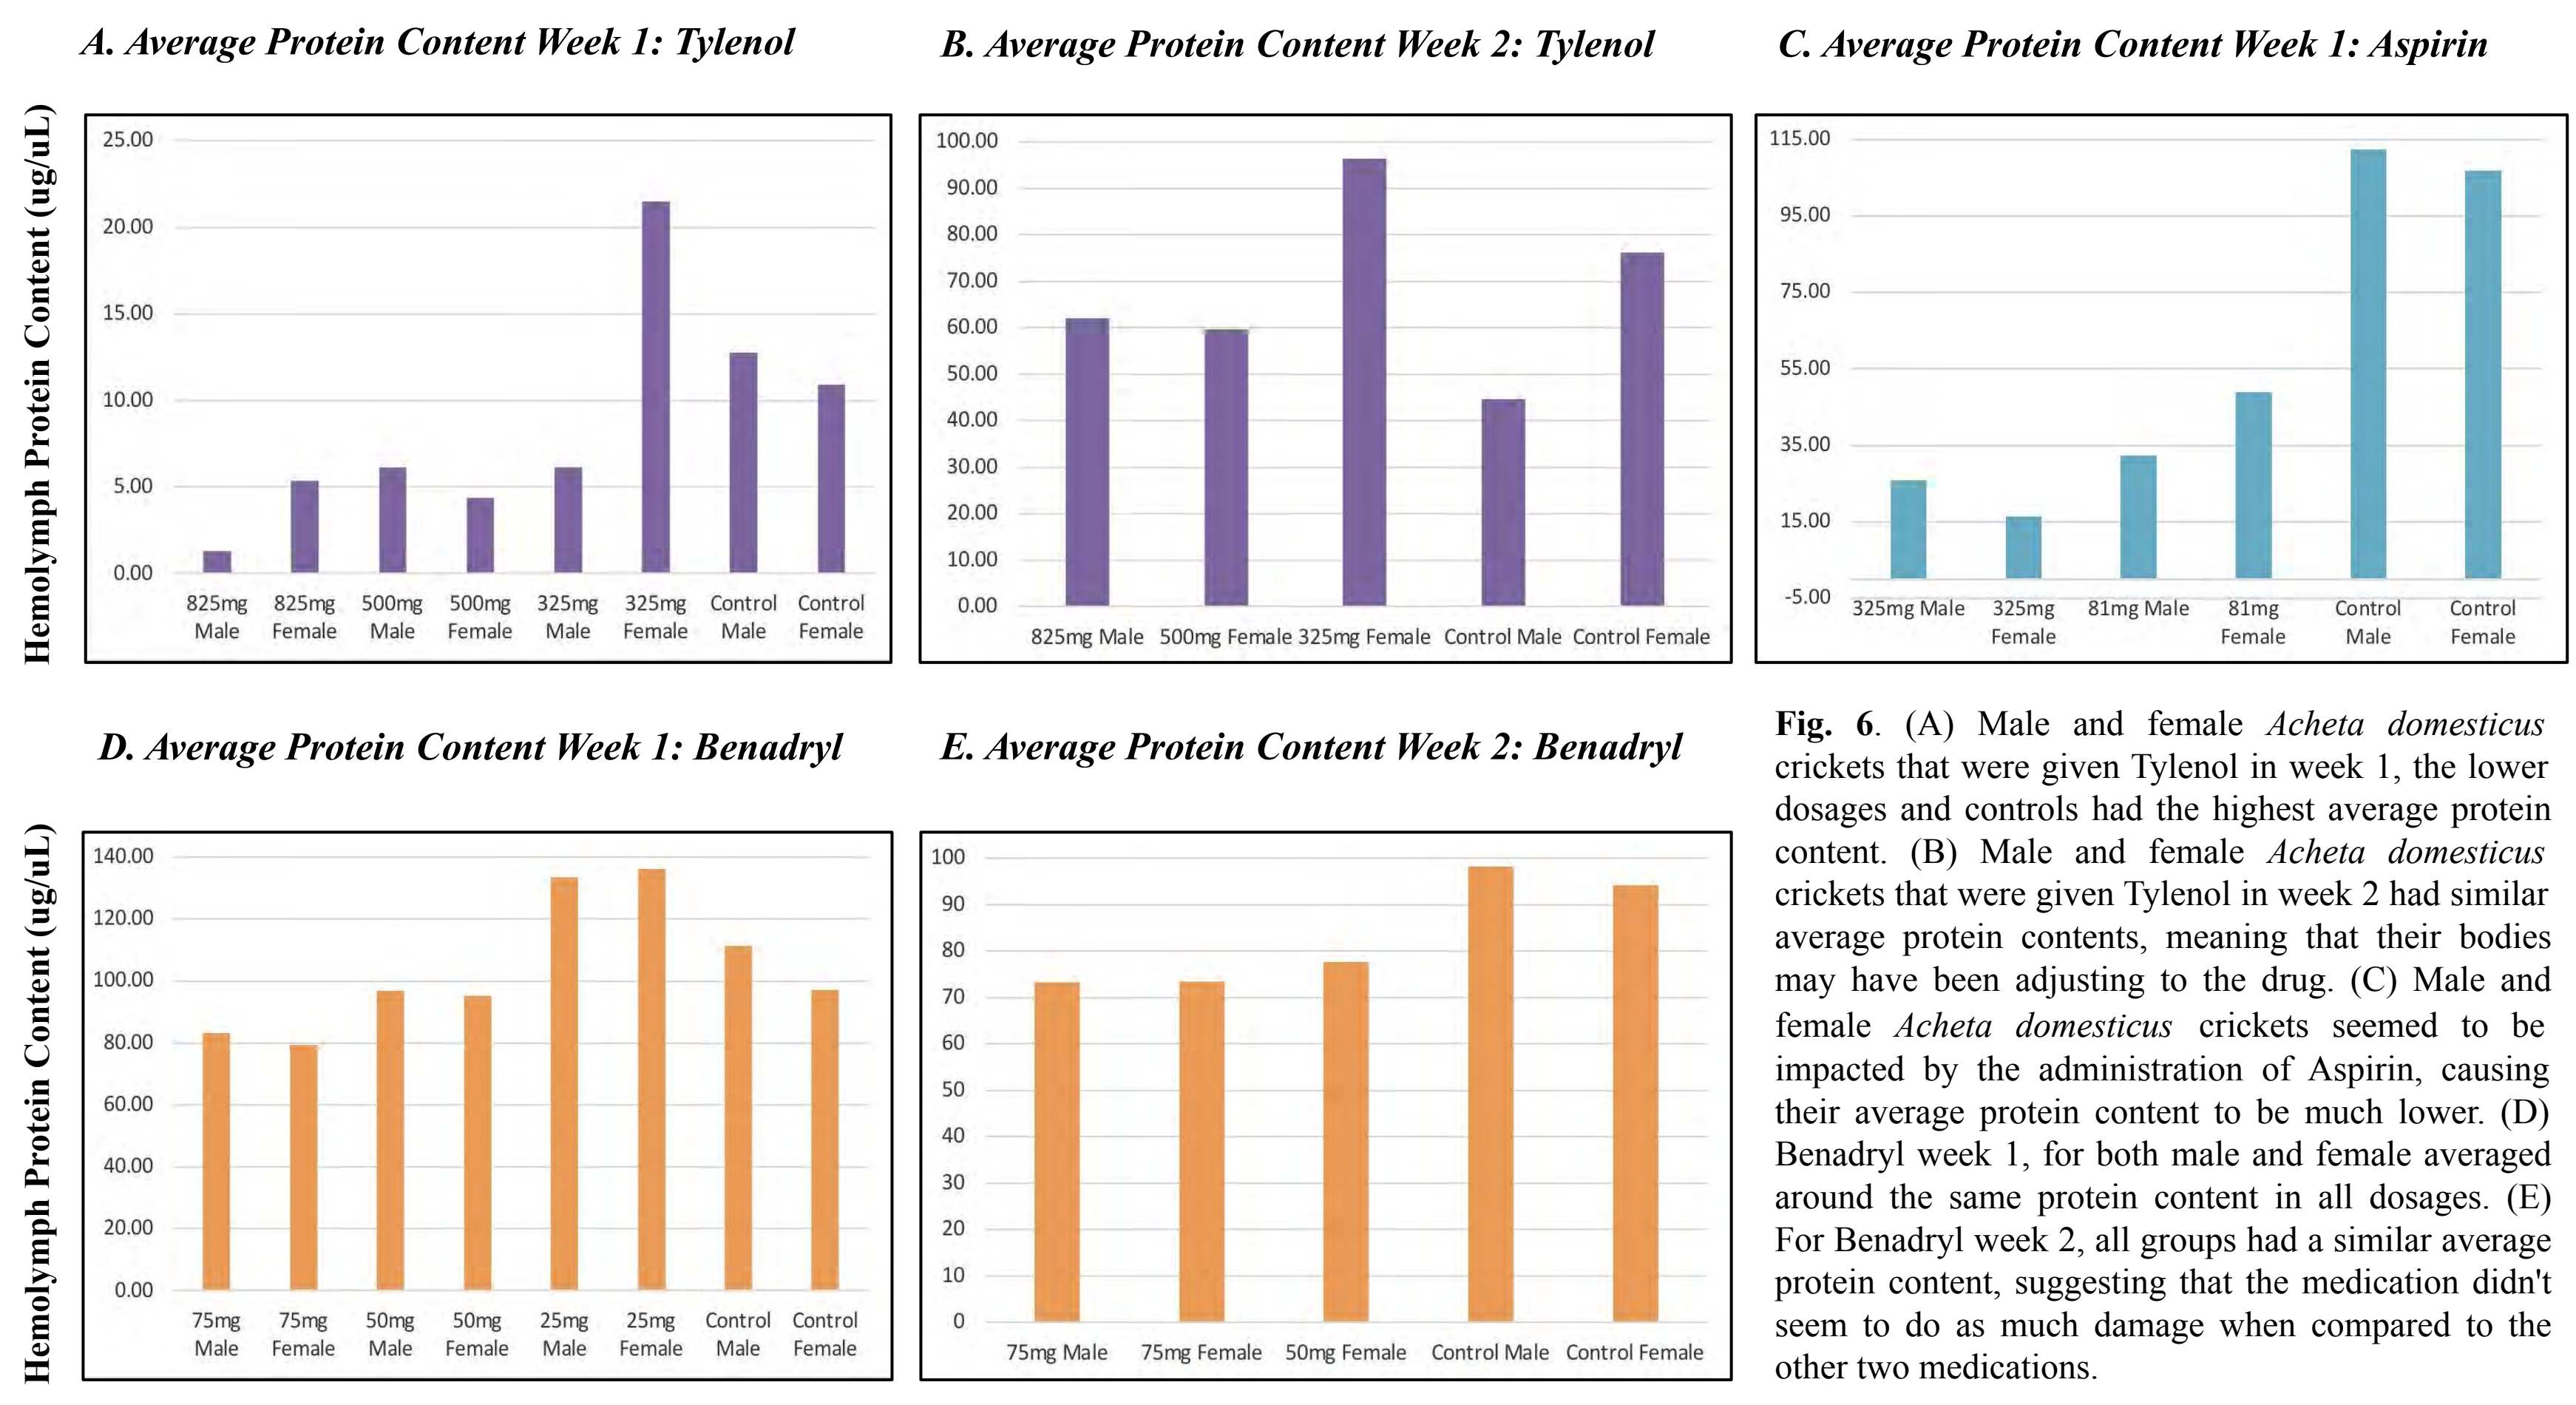 A. Average Protein Content Week 1: Tylenol
Hemolymph Protein Content (ug/uL)
25.00
20.00
15.00
10.00
5.00
0.00
825mg Male
825mg Female
500mg Male
500mg Female
325mg Male
325mg Female
Control Male
Control Female
B. Average Protein Content Week 2: Tylenol
100.00
90.00
80.00
70.00
60.00
50.00
40.00
30.00
20.00
10.00
0.00
825mg Male
500mg Female
325mg Female
Control Male
Control Female
C. Average Protein Content Week 1: Aspirin
115.00
95.00
75.00
55.00
35.00
15.00
-5.00
325mg Male
325mg Female
81mg Male
81mg Female
Control Male
Control Female
D. Average Protein Content Week 1: Benadryl
Hemolymph Protein Content (ug/uL)
140.00
120.00
100.00
80.00
60.00
40.00
20.00
0.00
75mg Male
75mg Female
50mg Male
50mg Female
25mg Male
25mg Female
Control Male
Control Female
E. Average Protein Content Week 2: Benadryl
100
90
80
70
60
50
40
30
20
10
0
75mg Male
75mg Female
50mg Female
Control Male
Control Female
Fig. 6. (A) Male and female Acheta domesticus
crickets that were given Tylenol in week 1, the lower
dosages and controls had the highest average protein
content. (B) Male and female Acheta domesticus
crickets that were given Tylenol in week 2 had similar
average protein contents, meaning that their bodies
may have been adjusting to the drug. (C) Male and
female Acheta domesticus crickets seemed to be
impacted by the administration of Aspirin, causing
their average protein content to be much lower. (D)
Benadryl week 1, for both male and female averaged
around the same protein content in all dosages. (E)
For Benadryl week 2, all groups had a similar average
protein content, suggesting that the medication didn't
seem to do as much damage when compared to the
other two medications.